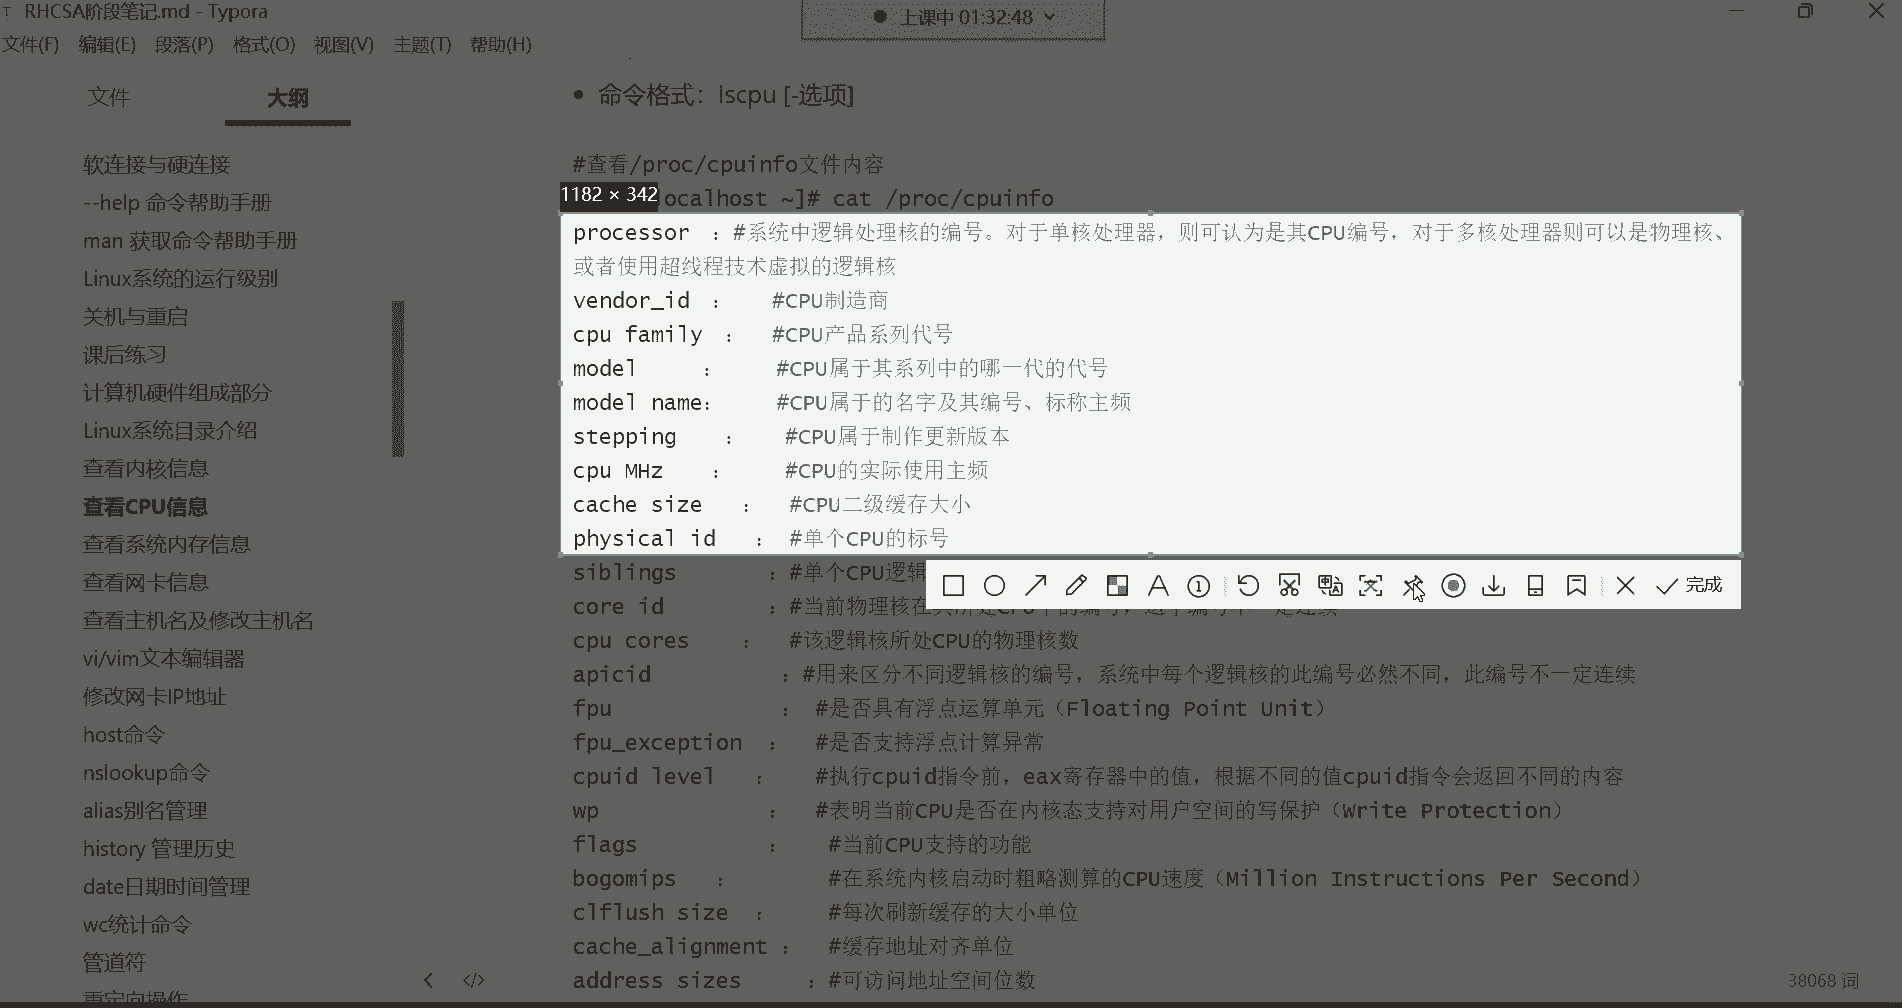 RHCSA阶段笔记.md - Typora
上课中 01:32:48
文件(F) 编辑(E) 段落(P) 格式(O) 视图(V) 主题(T) 帮助(H)
文件 大纲
软连接与硬连接
--help 命令帮助手册
man 获取命令帮助手册
Linux系统的运行级别
关机与重启
课后练习
计算机硬件组成部分
Linux系统目录介绍
查看内核信息
查看CPU信息
查看系统内存信息
查看网卡信息
查看主机名及修改主机名
vi/vim文本编辑器
修改网卡IP地址
host命令
nslookup命令
alias别名管理
history 管理历史
date日期时间管理
wc统计命令
管道符
重定向操作
命令格式：lscpu [-选项]
#查看/proc/cpuinfo文件内容
1182 × 342
ocalhost ~]# cat /proc/cpuinfo
processor ：#系统中逻辑处理核的编号。对于单核处理器，则可认为是其CPU编号，对于多核处理器则可以是物理核、
或者使用超线程技术虚拟的逻辑核
vendor_id ： #CPU制造商
cpu family ： #CPU产品系列代号
model ： #CPU属于其系列中的哪一代的代号
model name： #CPU属于的名字及其编号、标称主频
stepping ： #CPU属于制作更新版本
cpu MHz ： #CPU的实际使用主频
cache size ： #CPU二级缓存大小
physical id ： #单个CPU的标号
siblings ：#单个CPU逻辑
完成
core id ：#当前物理核在
cpu cores ： #该逻辑核所处CPU的物理核数
apicid ：#用来区分不同逻辑核的编号，系统中每个逻辑核的此编号必然不同，此编号不一定连续
fpu ： #是否具有浮点运算单元（Floating Point Unit）
fpu_exception ： #是否支持浮点计算异常
cpuid level ： #执行cpuid指令前，eax寄存器中的值，根据不同的值cpuid指令会返回不同的内容
wp ： #表明当前CPU是否在内核态支持对用户空间的写保护（Write Protection）
flags ： #当前CPU支持的功能
bogomips ： #在系统内核启动时粗略测算的CPU速度（Million Instructions Per Second）
clflush size ： #每次刷新缓存的大小单位
cache_alignment ： #缓存地址对齐单位
address sizes ：#可访问地址空间位数
38068 词